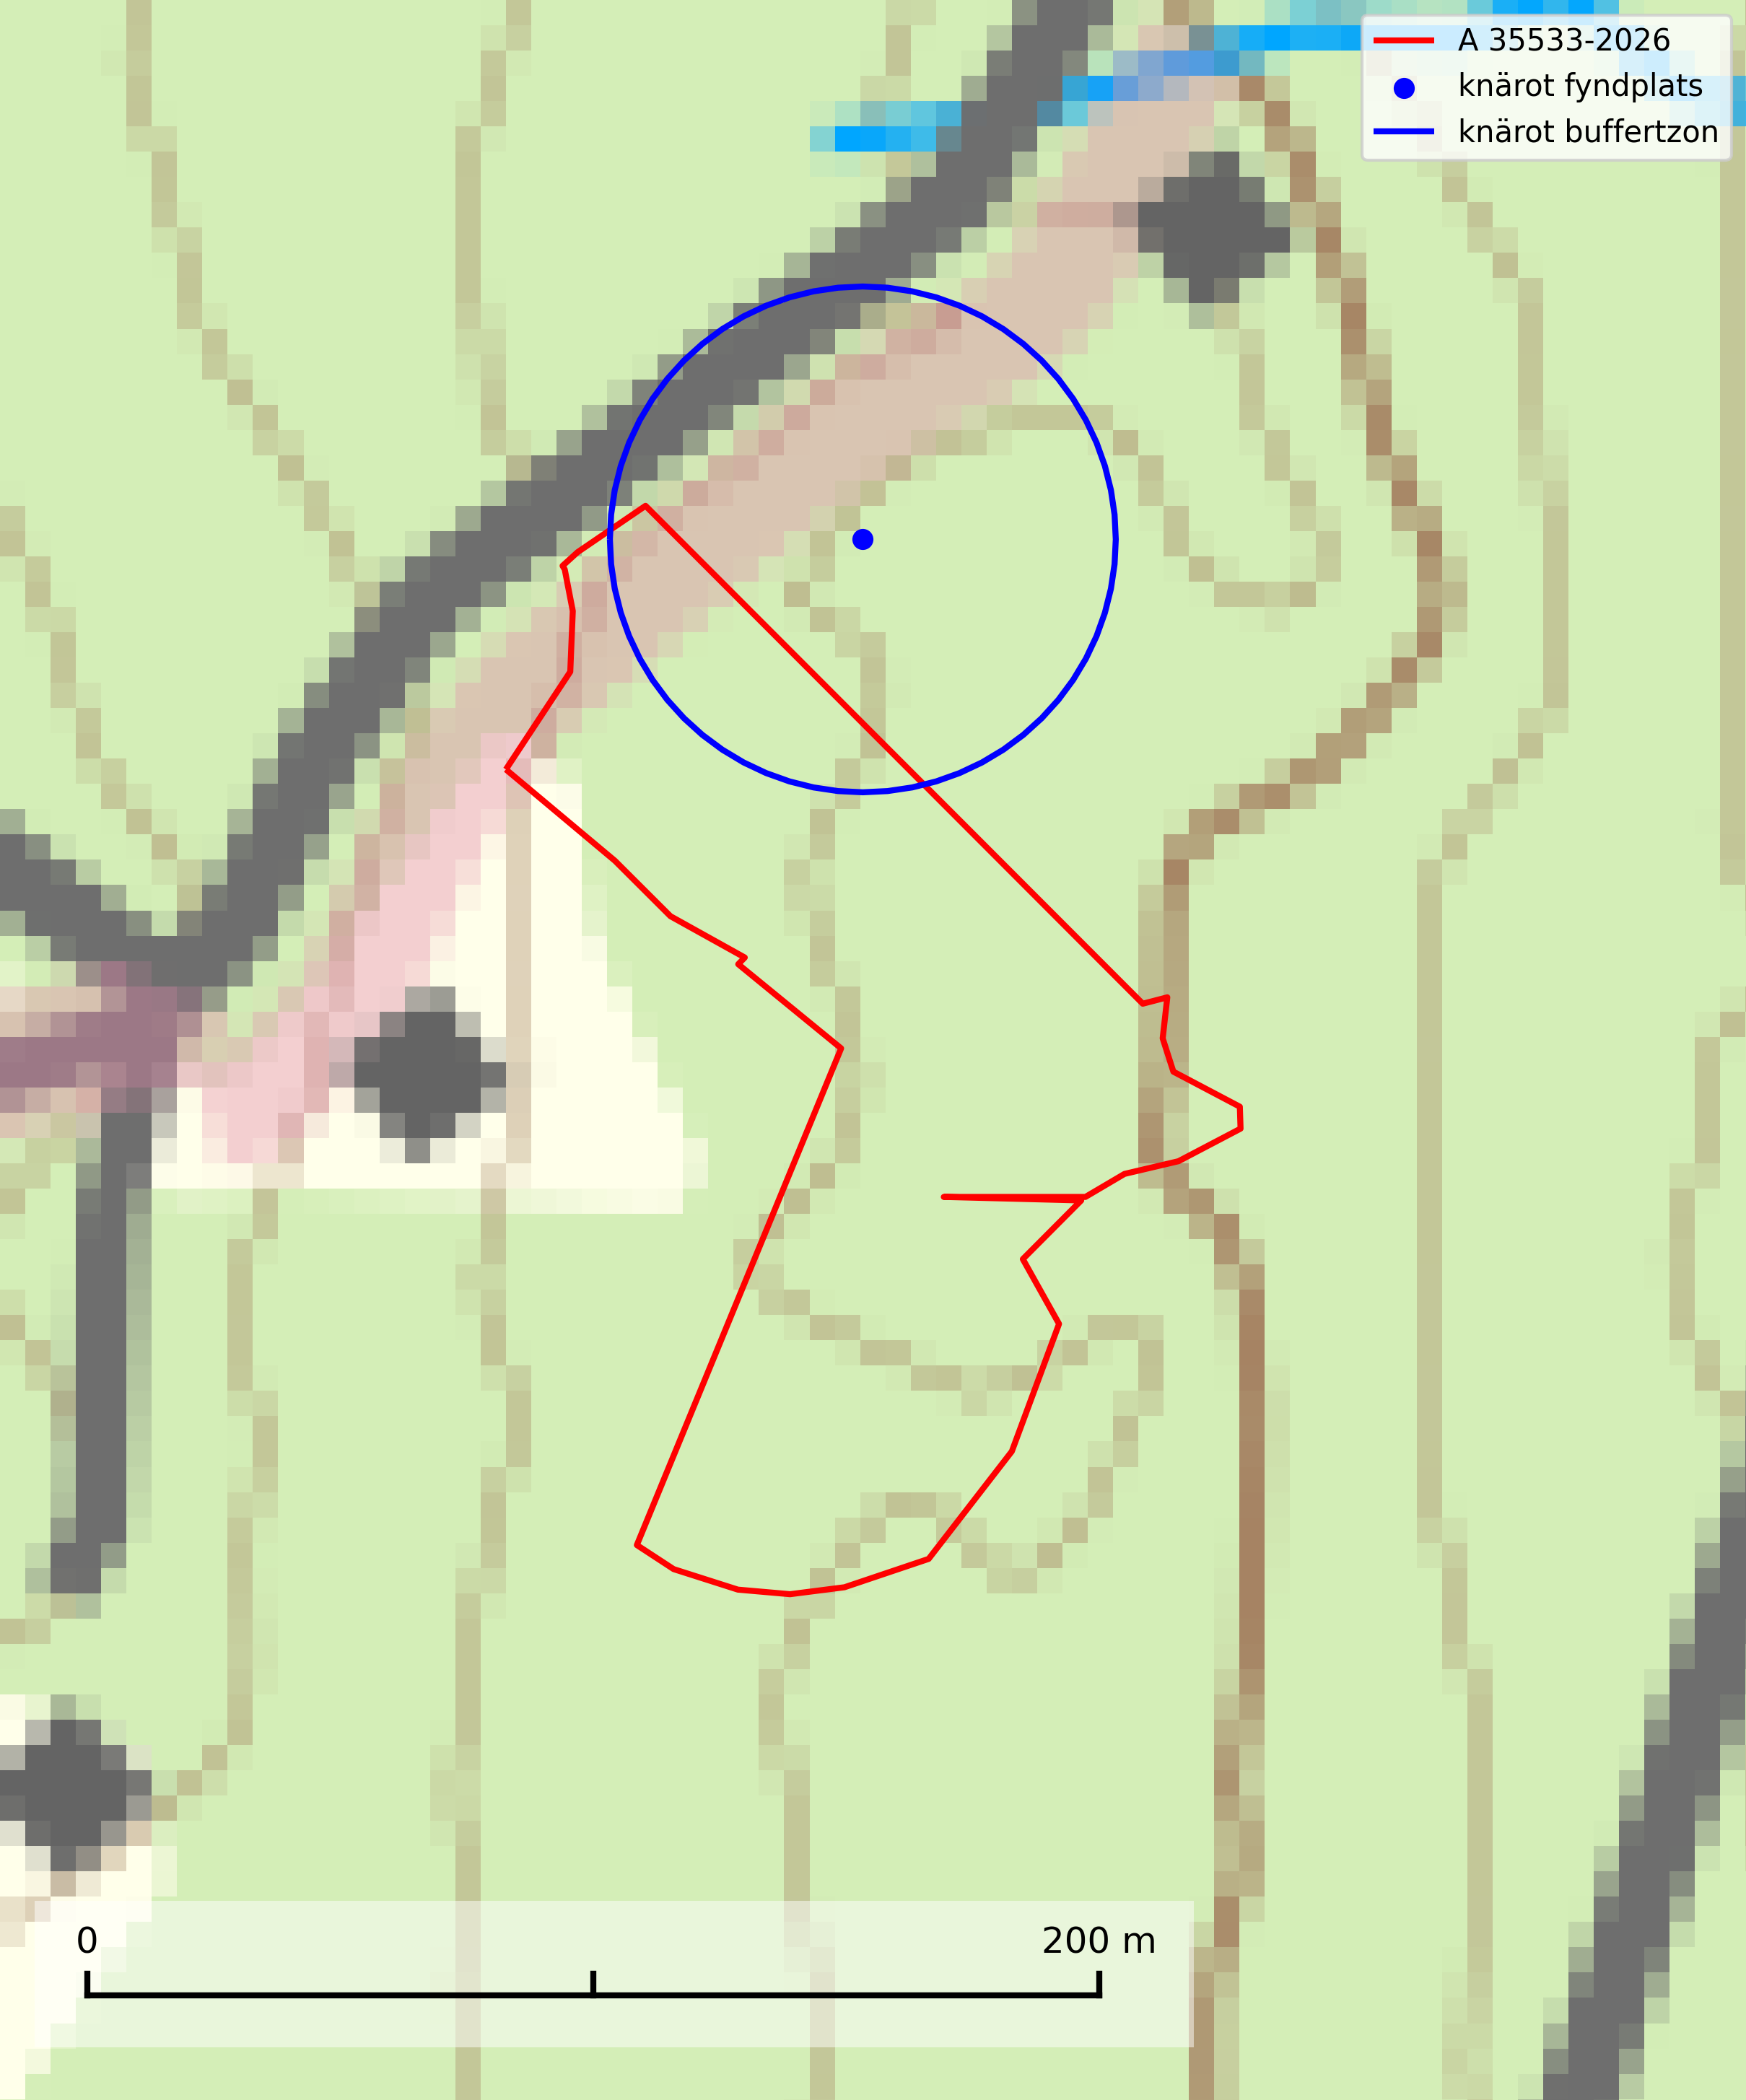 A 35533-2026
knärot fyndplats
knärot buffertzon
0
200 m